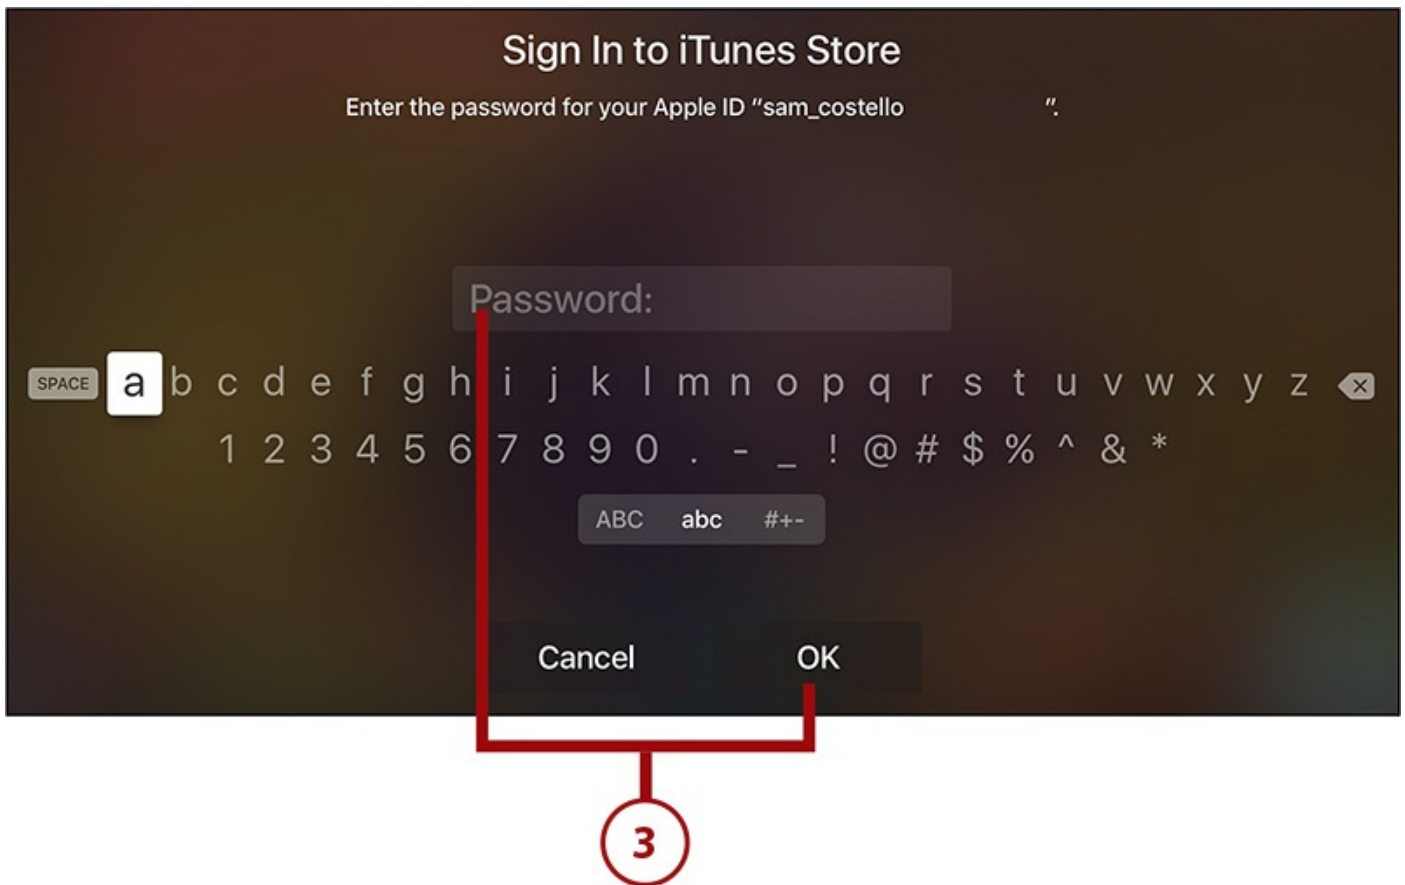 Sign In to iTunes Store
Enter the password for your Apple ID “sam_costello ”.
Password:
SPACE a b c d e f g h i j k l m n o p q r s t u v w x y z
1 2 3 4 5 6 7 8 9 0 . - _ ! @ # $ % ^ & *
ABC abc #+-
Cancel OK
3